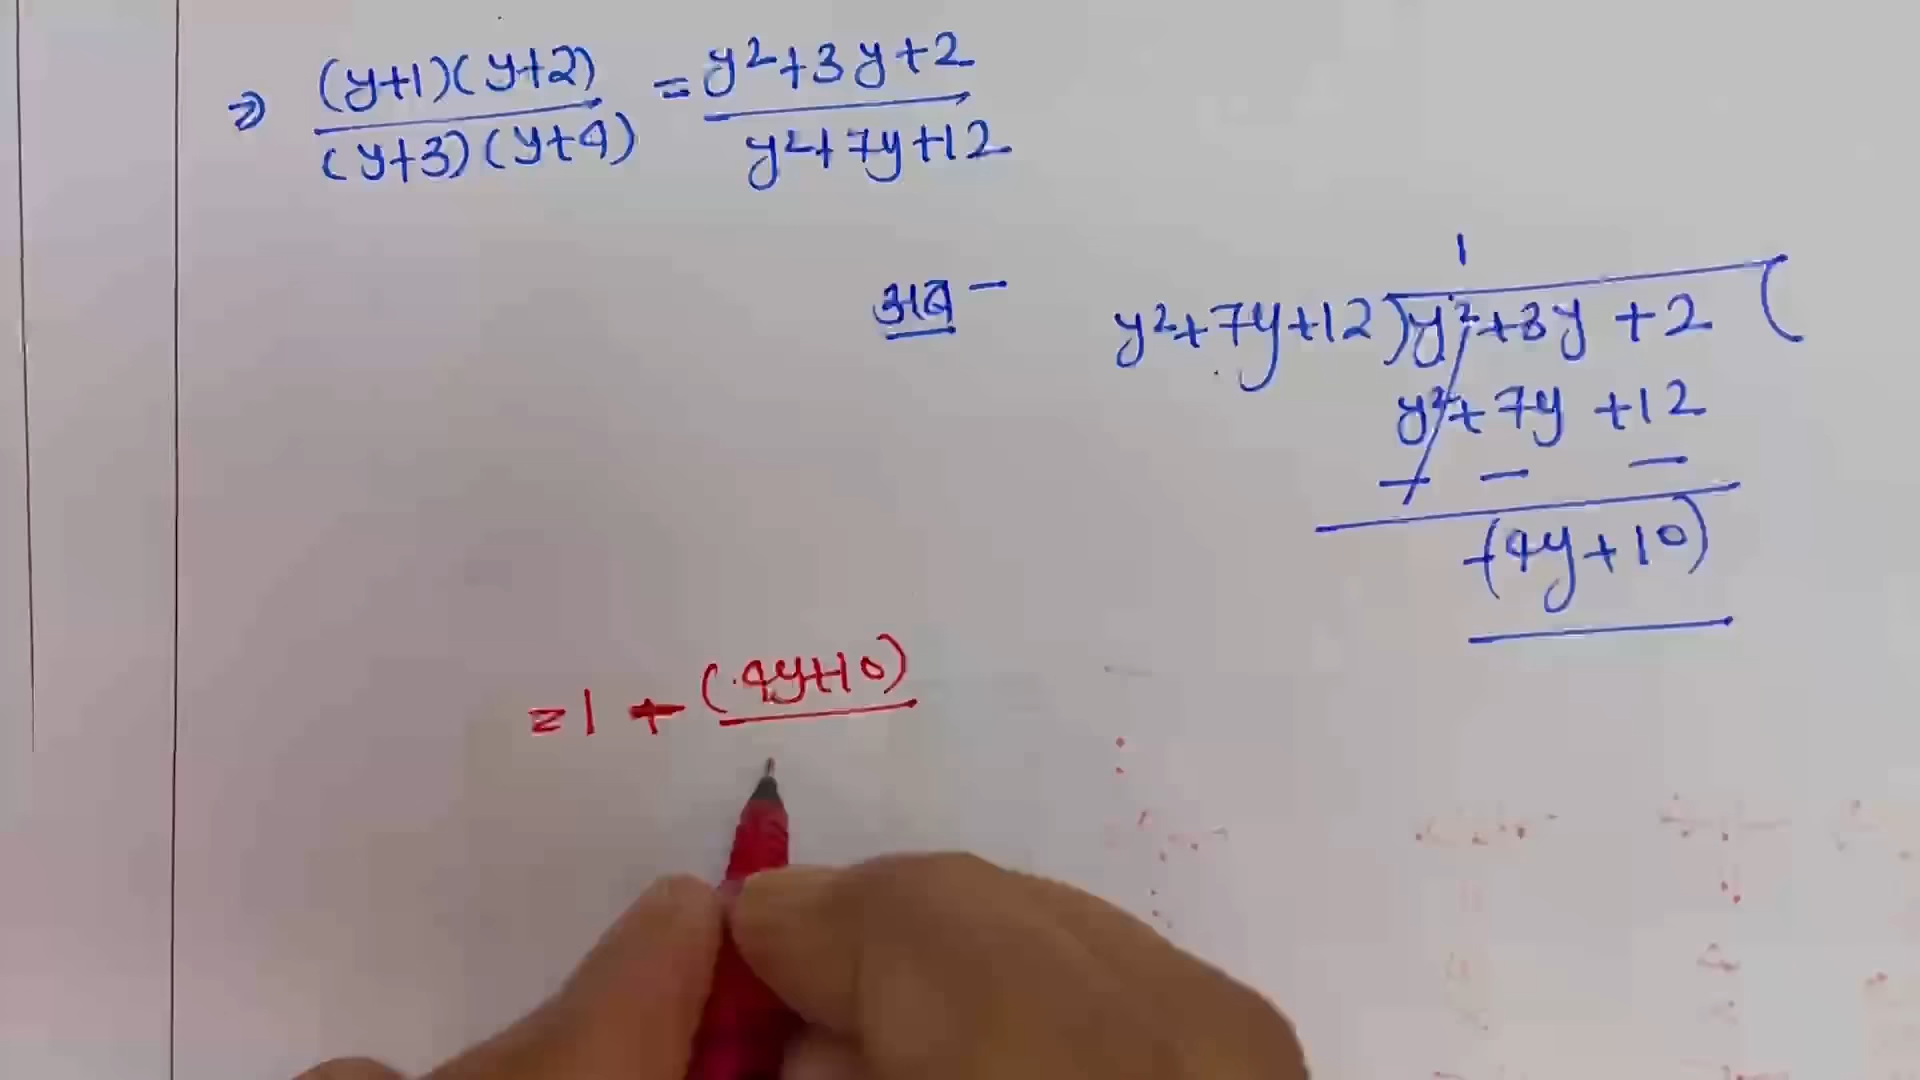 ⇒ (y+1)(y+2) / (y+3)(y+4) = y²+3y+2 / y²+7y+12
अब –
1
y²+7y+12)y²+3y+2(
y²+7y+12
– – –
-(4y+10)
=1 + (4y+10)